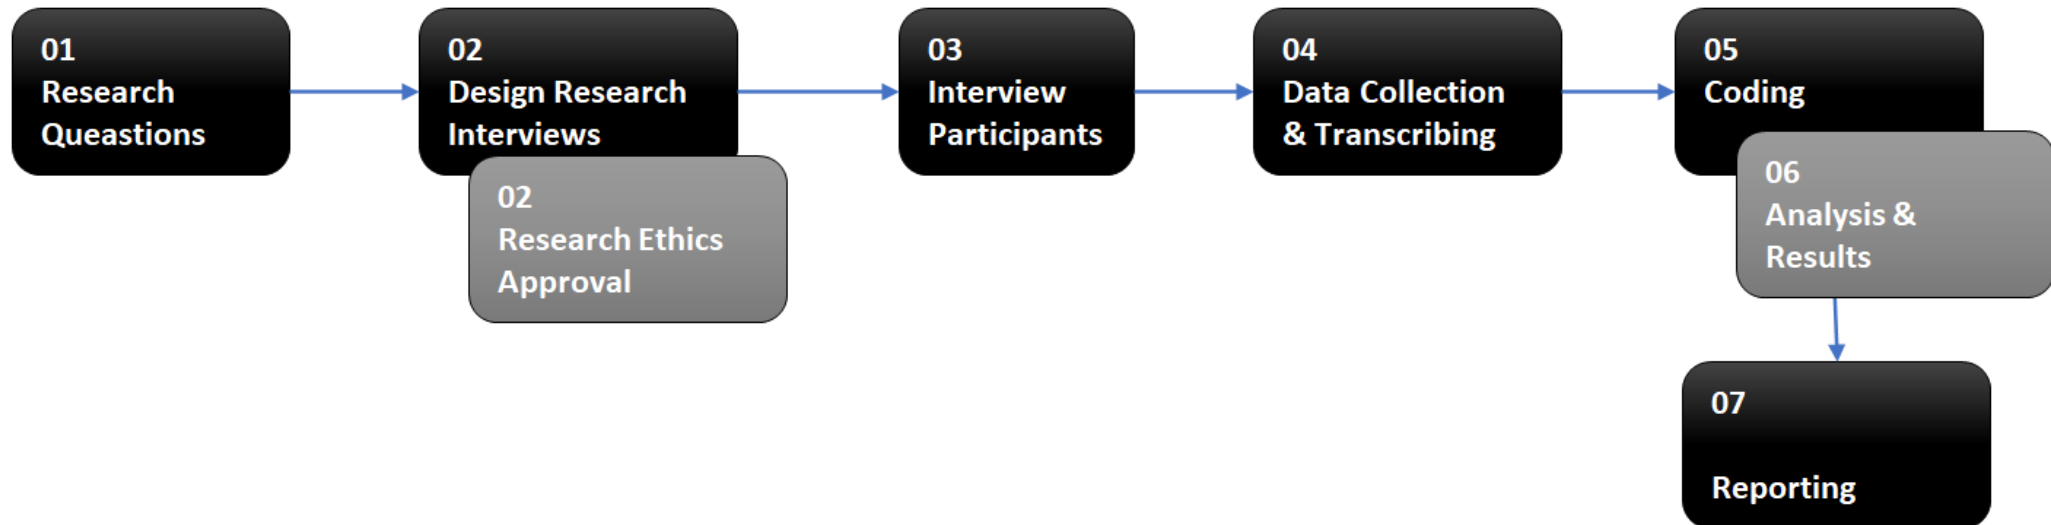 01
Research
Queastions
02
Design Research
Interviews
02
Research Ethics
Approval
03
Interview
Participants
04
Data Collection
& Transcribing
05
Coding
06
Analysis &
Results
07
Reporting